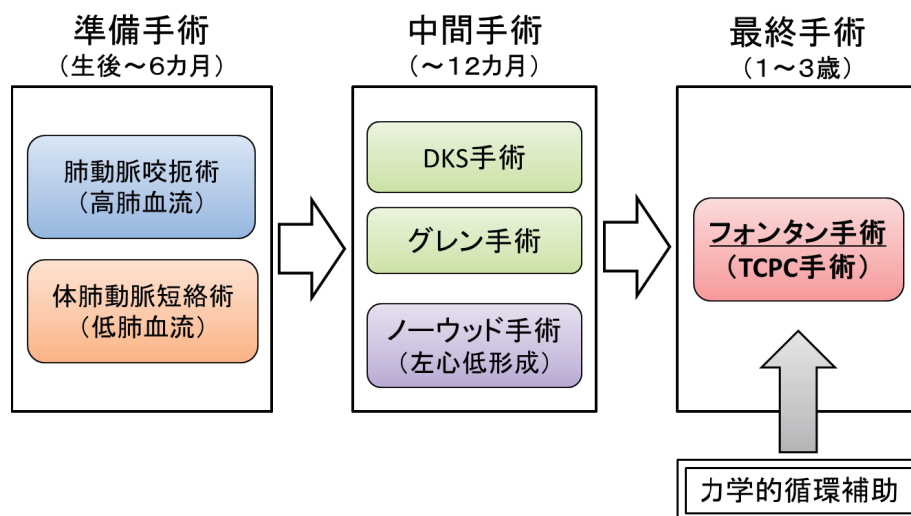 準備手術
（生後～6カ月）
肺動脈咬扼術
（高肺血流）
体肺動脈短絡術
（低肺血流）
中間手術
（～12カ月）
DKS手術
グレン手術
ノーウッド手術
（左心低形成）
最終手術
（1～3歳）
フォンタン手術
（TCPC手術）
力学的循環補助